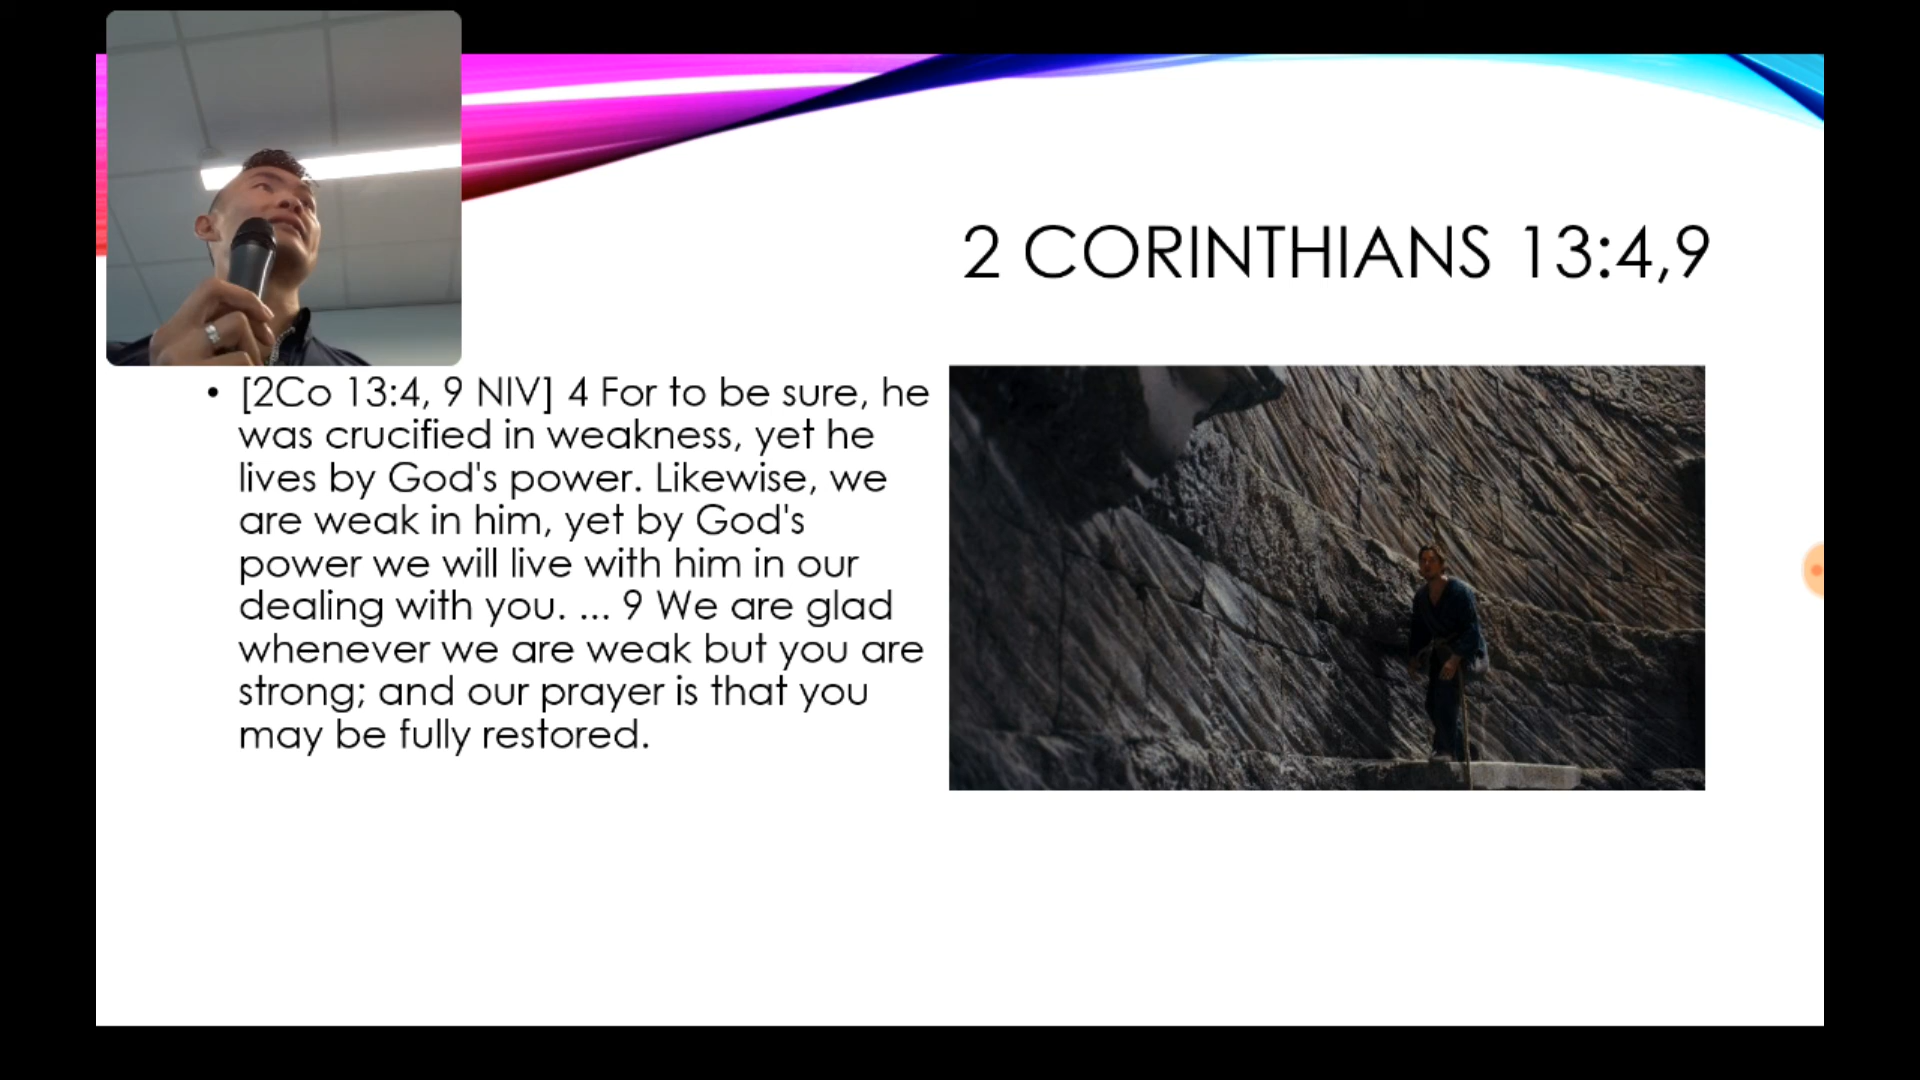 2 CORINTHIANS 13:4,9
• [2Co 13:4, 9 NIV] 4 For to be sure, he
was crucified in weakness, yet he
lives by God's power. Likewise, we
are weak in him, yet by God's
power we will live with him in our
dealing with you. ... 9 We are glad
whenever we are weak but you are
strong; and our prayer is that you
may be fully restored.